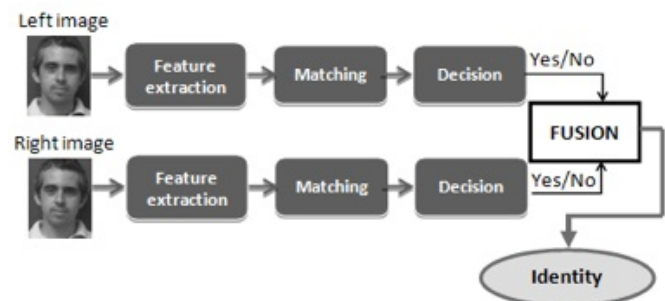 Left image
Feature
extraction
Matching
Decision
Yes/No
FUSION
Right image
Feature
extraction
Matching
Decision
Yes/No
Identity